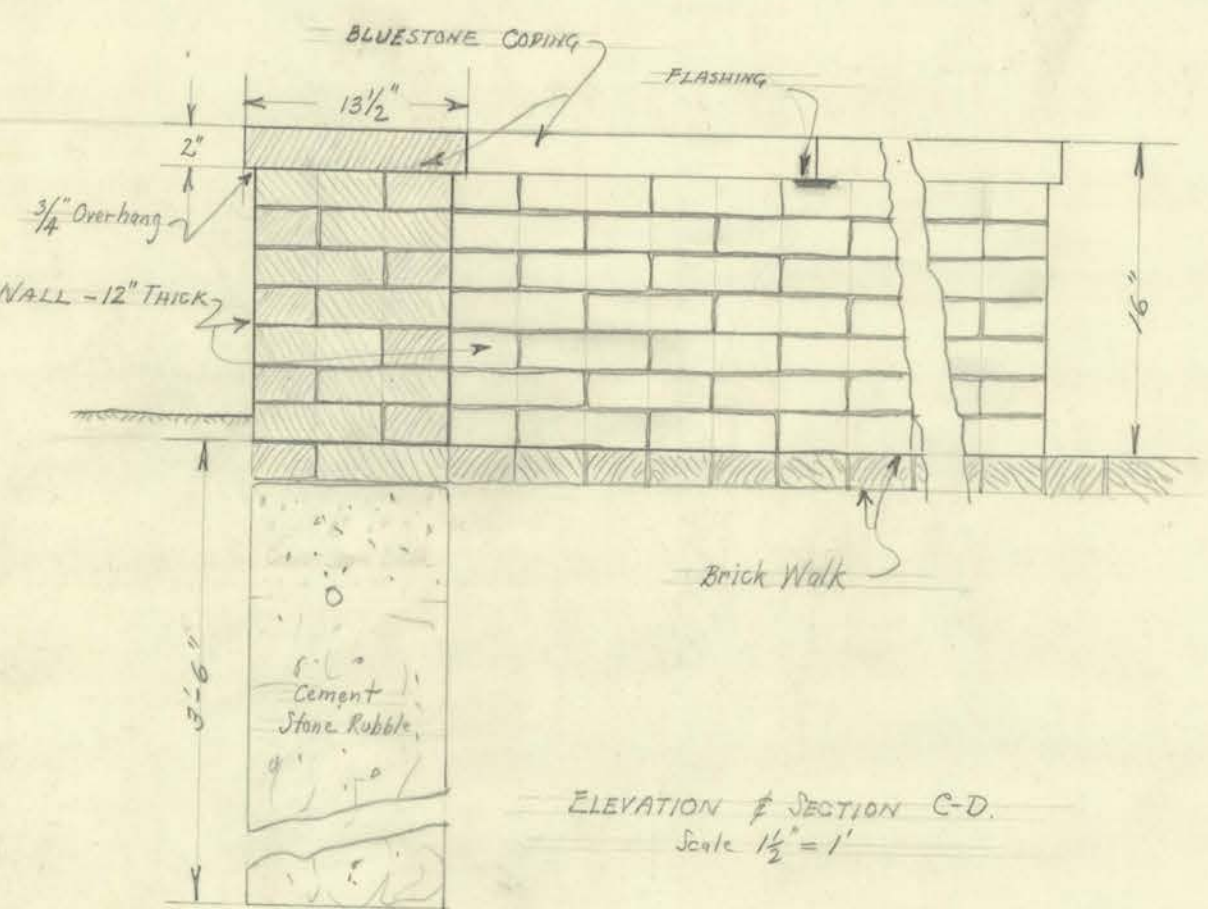 BLUESTONE COPING
FLASHING
13½"
2"
¾" Overhang
WALL - 12" THICK
16"
Brick Walk
3'-6"
Cement
Stone Rubble
ELEVATION & SECTION C-D.
Scale 1½" = 1'